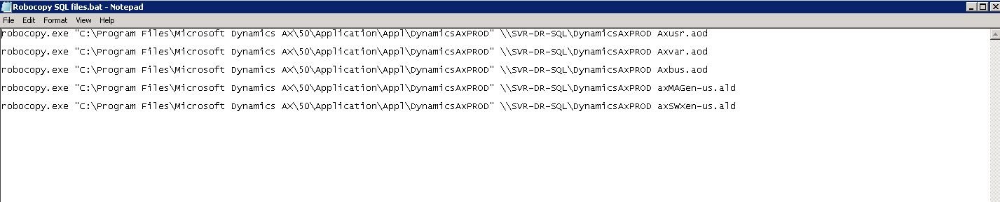 Robocopy SQL files.bat - Notepad
File Edit Format View Help
robocopy.exe "C:\Program Files\Microsoft Dynamics AX\50\Application\Appl\DynamicsAxPROD" \\SVR-DR-SQL\DynamicsAxPROD Axusr.aod
robocopy.exe "C:\Program Files\Microsoft Dynamics AX\50\Application\Appl\DynamicsAxPROD" \\SVR-DR-SQL\DynamicsAxPROD Axvar.aod
robocopy.exe "C:\Program Files\Microsoft Dynamics AX\50\Application\Appl\DynamicsAxPROD" \\SVR-DR-SQL\DynamicsAxPROD Axbus.aod
robocopy.exe "C:\Program Files\Microsoft Dynamics AX\50\Application\Appl\DynamicsAxPROD" \\SVR-DR-SQL\DynamicsAxPROD axMAGen-us.ald
robocopy.exe "C:\Program Files\Microsoft Dynamics AX\50\Application\Appl\DynamicsAxPROD" \\SVR-DR-SQL\DynamicsAxPROD axSWXen-us.ald